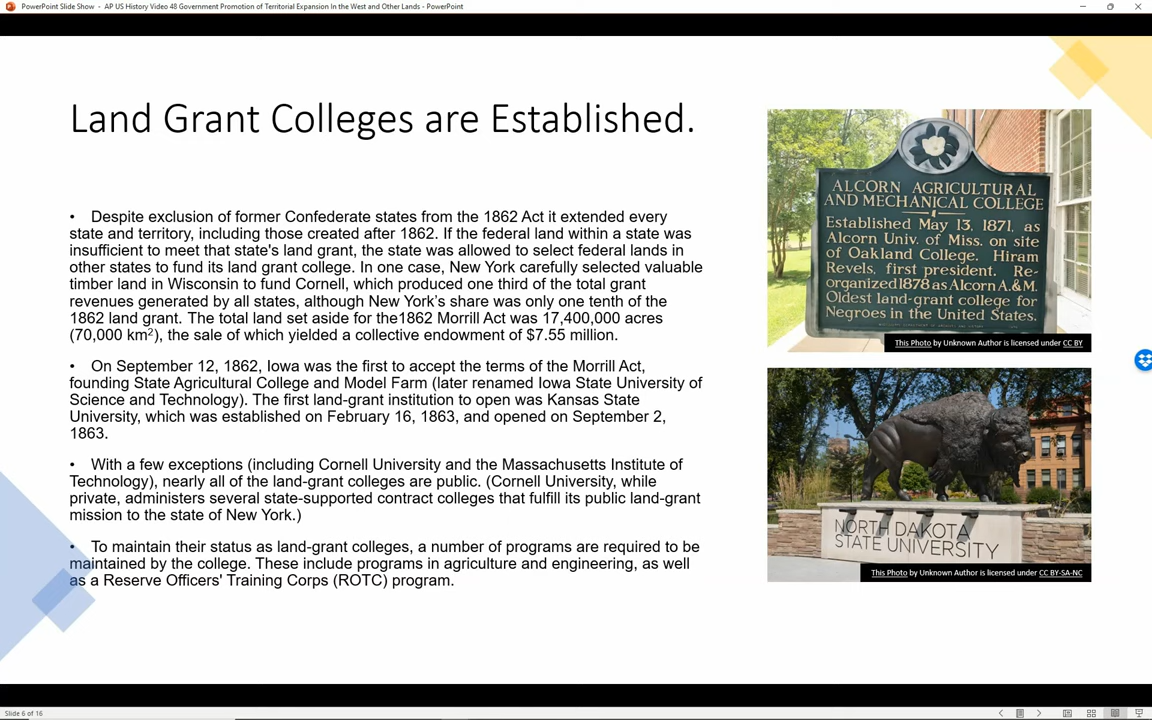 PowerPoint Slide Show - AP US History Video 48 Government Promotion of Territorial Expansion In the West and Other Lands - PowerPoint
Land Grant Colleges are Established.
• Despite exclusion of former Confederate states from the 1862 Act it extended every
state and territory, including those created after 1862. If the federal land within a state was
insufficient to meet that state's land grant, the state was allowed to select federal lands in
other states to fund its land grant college. In one case, New York carefully selected valuable
timber land in Wisconsin to fund Cornell, which produced one third of the total grant
revenues generated by all states, although New York's share was only one tenth of the
1862 land grant. The total land set aside for the1862 Morrill Act was 17,400,000 acres
(70,000 km²), the sale of which yielded a collective endowment of $7.55 million.
• On September 12, 1862, Iowa was the first to accept the terms of the Morrill Act,
founding State Agricultural College and Model Farm (later renamed Iowa State University of
Science and Technology). The first land-grant institution to open was Kansas State
University, which was established on February 16, 1863, and opened on September 2,
1863.
• With a few exceptions (including Cornell University and the Massachusetts Institute of
Technology), nearly all of the land-grant colleges are public. (Cornell University, while
private, administers several state-supported contract colleges that fulfill its public land-grant
mission to the state of New York.)
• To maintain their status as land-grant colleges, a number of programs are required to be
maintained by the college. These include programs in agriculture and engineering, as well
as a Reserve Officers' Training Corps (ROTC) program.
ALCORN AGRICULTURAL
AND MECHANICAL COLLEGE
Established May 13, 1871, as
Alcorn Univ. of Miss. on site
of Oakland College. Hiram
Revels, first president. Re-
organized 1878 as Alcorn A.&M.
Oldest land-grant college for
Negroes in the United States.
This Photo by Unknown Author is licensed under CC BY
NORTH DAKOTA
STATE UNIVERSITY
This Photo by Unknown Author is licensed under CC BY-SA-NC
Slide 6 of 16